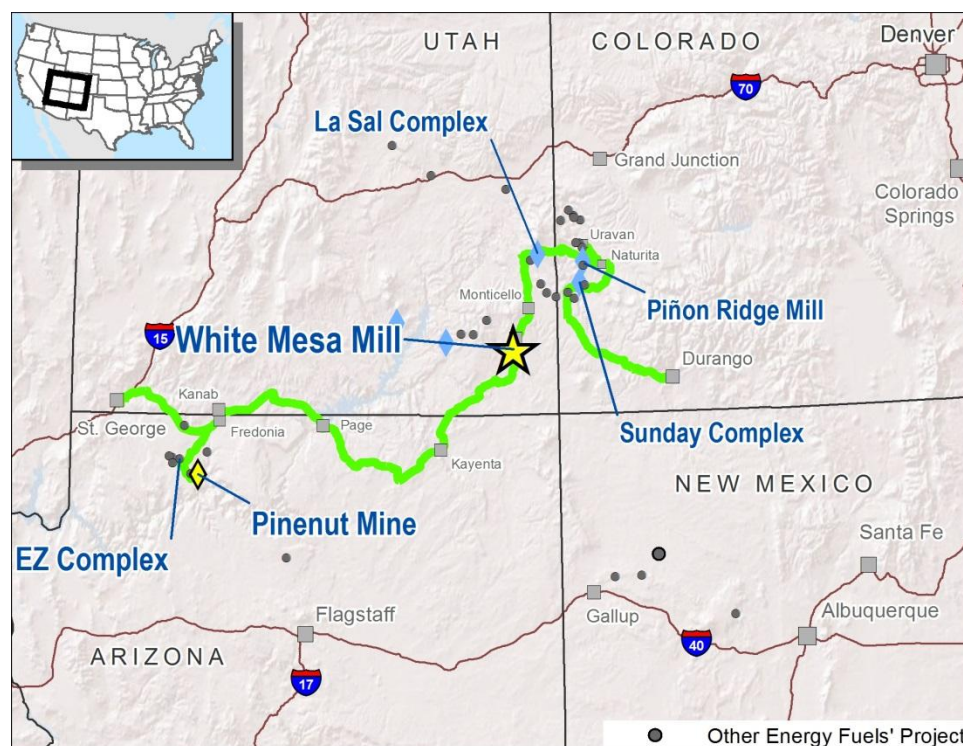 UTAH
COLORADO
Denver
70
La Sal Complex
Grand Junction
Colorado
Springs
Uravan
Naturita
Monticello
Piñon Ridge Mill
15
White Mesa Mill
Durango
Kanab
St. George
Fredonia
Page
Sunday Complex
Kayenta
NEW MEXICO
Pinenut Mine
EZ Complex
Santa Fe
Flagstaff
Gallup
Albuquerque
40
ARIZONA
17
Other Energy Fuels' Project